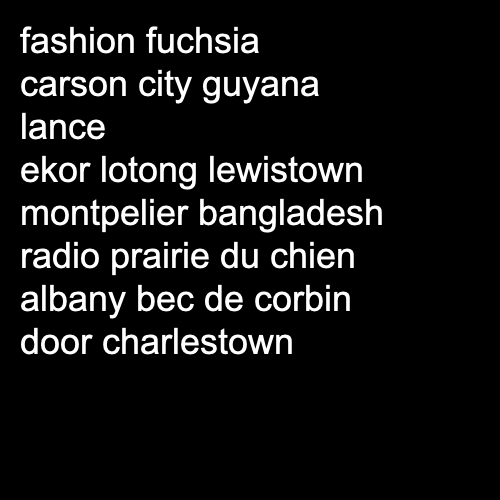 fashion fuchsia
carson city guyana
lance
ekor lotong lewistown
montpelier bangladesh
radio prairie du chien
albany bec de corbin
door charlestown